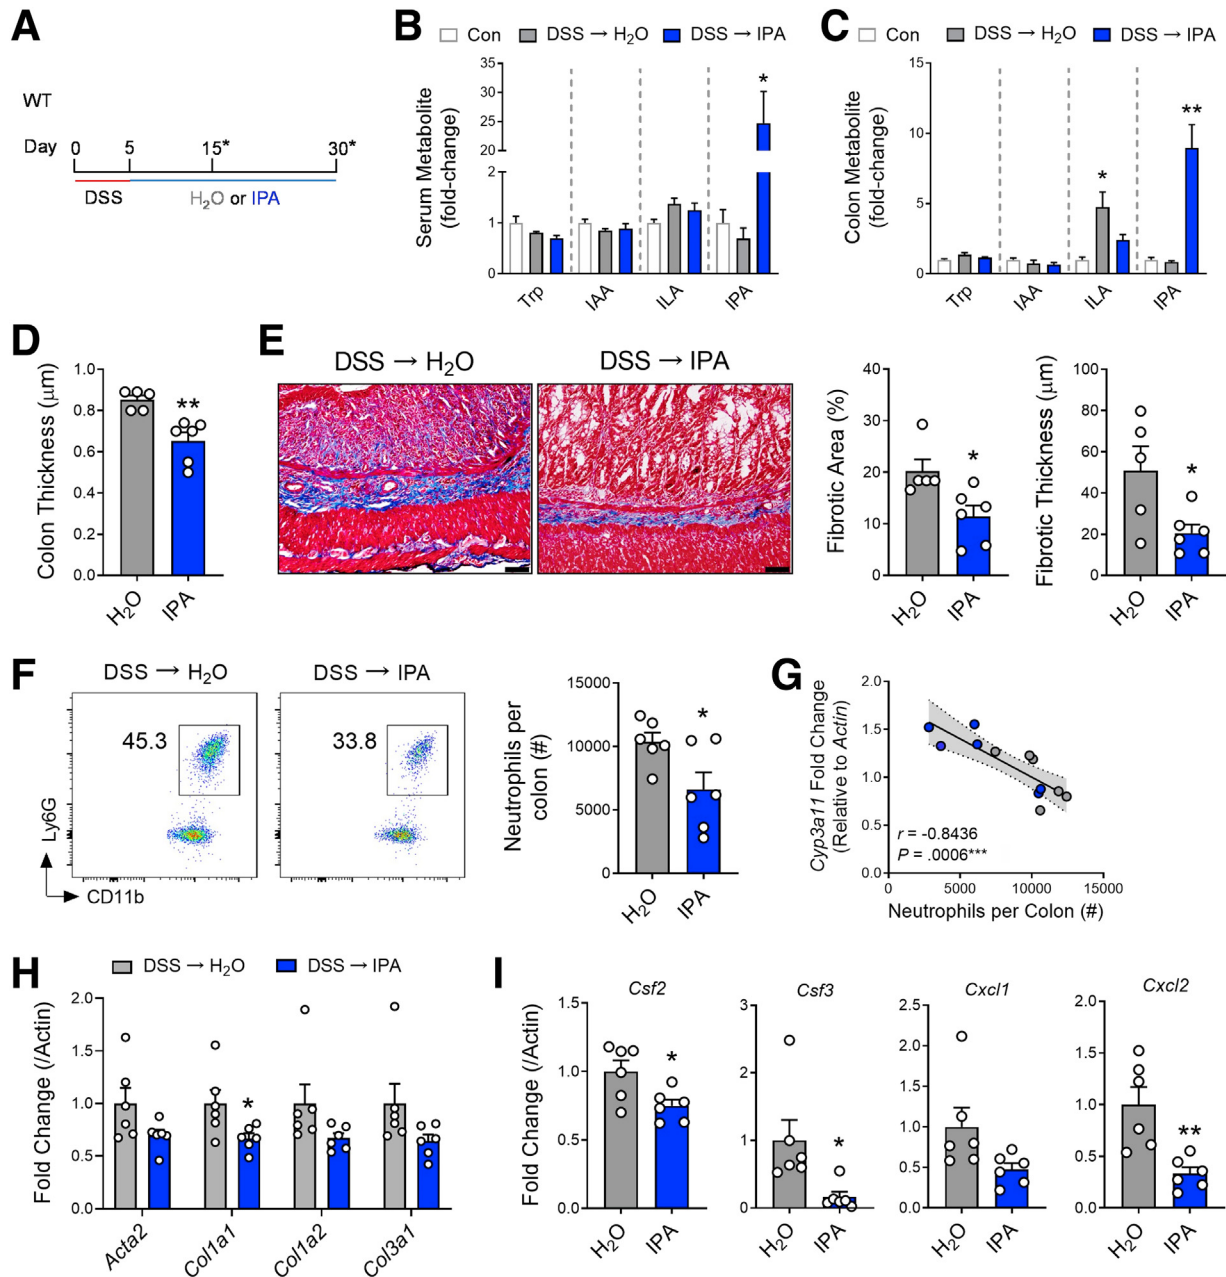 A
WT
Day
0 5 15* 30*
DSS
H2O or IPA
B
Con DSS → H2O DSS → IPA
Serum Metabolite
(fold-change)
35
30
25
20
2
1
0
*
Trp IAA ILA IPA
C
Con DSS → H2O DSS → IPA
Colon Metabolite
(fold-change)
15
10
5
0
*
**
Trp IAA ILA IPA
D
Colon Thickness (μm)
1.0
0.8
0.6
0.4
0.2
0.0
**
H2O IPA
E
DSS → H2O DSS → IPA
Fibrotic Area (%)
40
30
20
10
0
*
H2O IPA
Fibrotic Thickness (μm)
100
80
60
40
20
0
*
H2O IPA
F
DSS → H2O DSS → IPA
45.3
33.8
Ly6G
CD11b
Neutrophils per
colon (#)
15000
10000
5000
0
*
H2O IPA
G
Cyp3a11 Fold Change
(Relative to Actin)
2.0
1.5
1.0
0.5
0.0
r = -0.8436
P = .0006***
0 5000 10000 15000
Neutrophils per Colon (#)
H
DSS → H2O DSS → IPA
Fold Change (/Actin)
2.0
1.5
1.0
0.5
0.0
*
Acta2 Col1a1 Col1a2 Col3a1
I
Fold Change (/Actin)
Csf2
1.5
1.0
0.5
0.0
*
H2O IPA
Csf3
3
2
1
0
*
H2O IPA
Cxcl1
2.5
2.0
1.5
1.0
0.5
0.0
H2O IPA
Cxcl2
2.0
1.5
1.0
0.5
0.0
**
H2O IPA